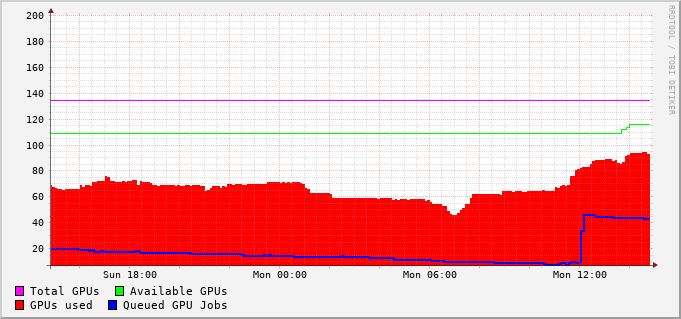 200
180
160
140
120
100
80
60
40
20
Sun 18:00 Mon 00:00 Mon 06:00 Mon 12:00
Total GPUs Available GPUs
GPUs used Queued GPU Jobs
RRDTOOL / TOBI OETIKER